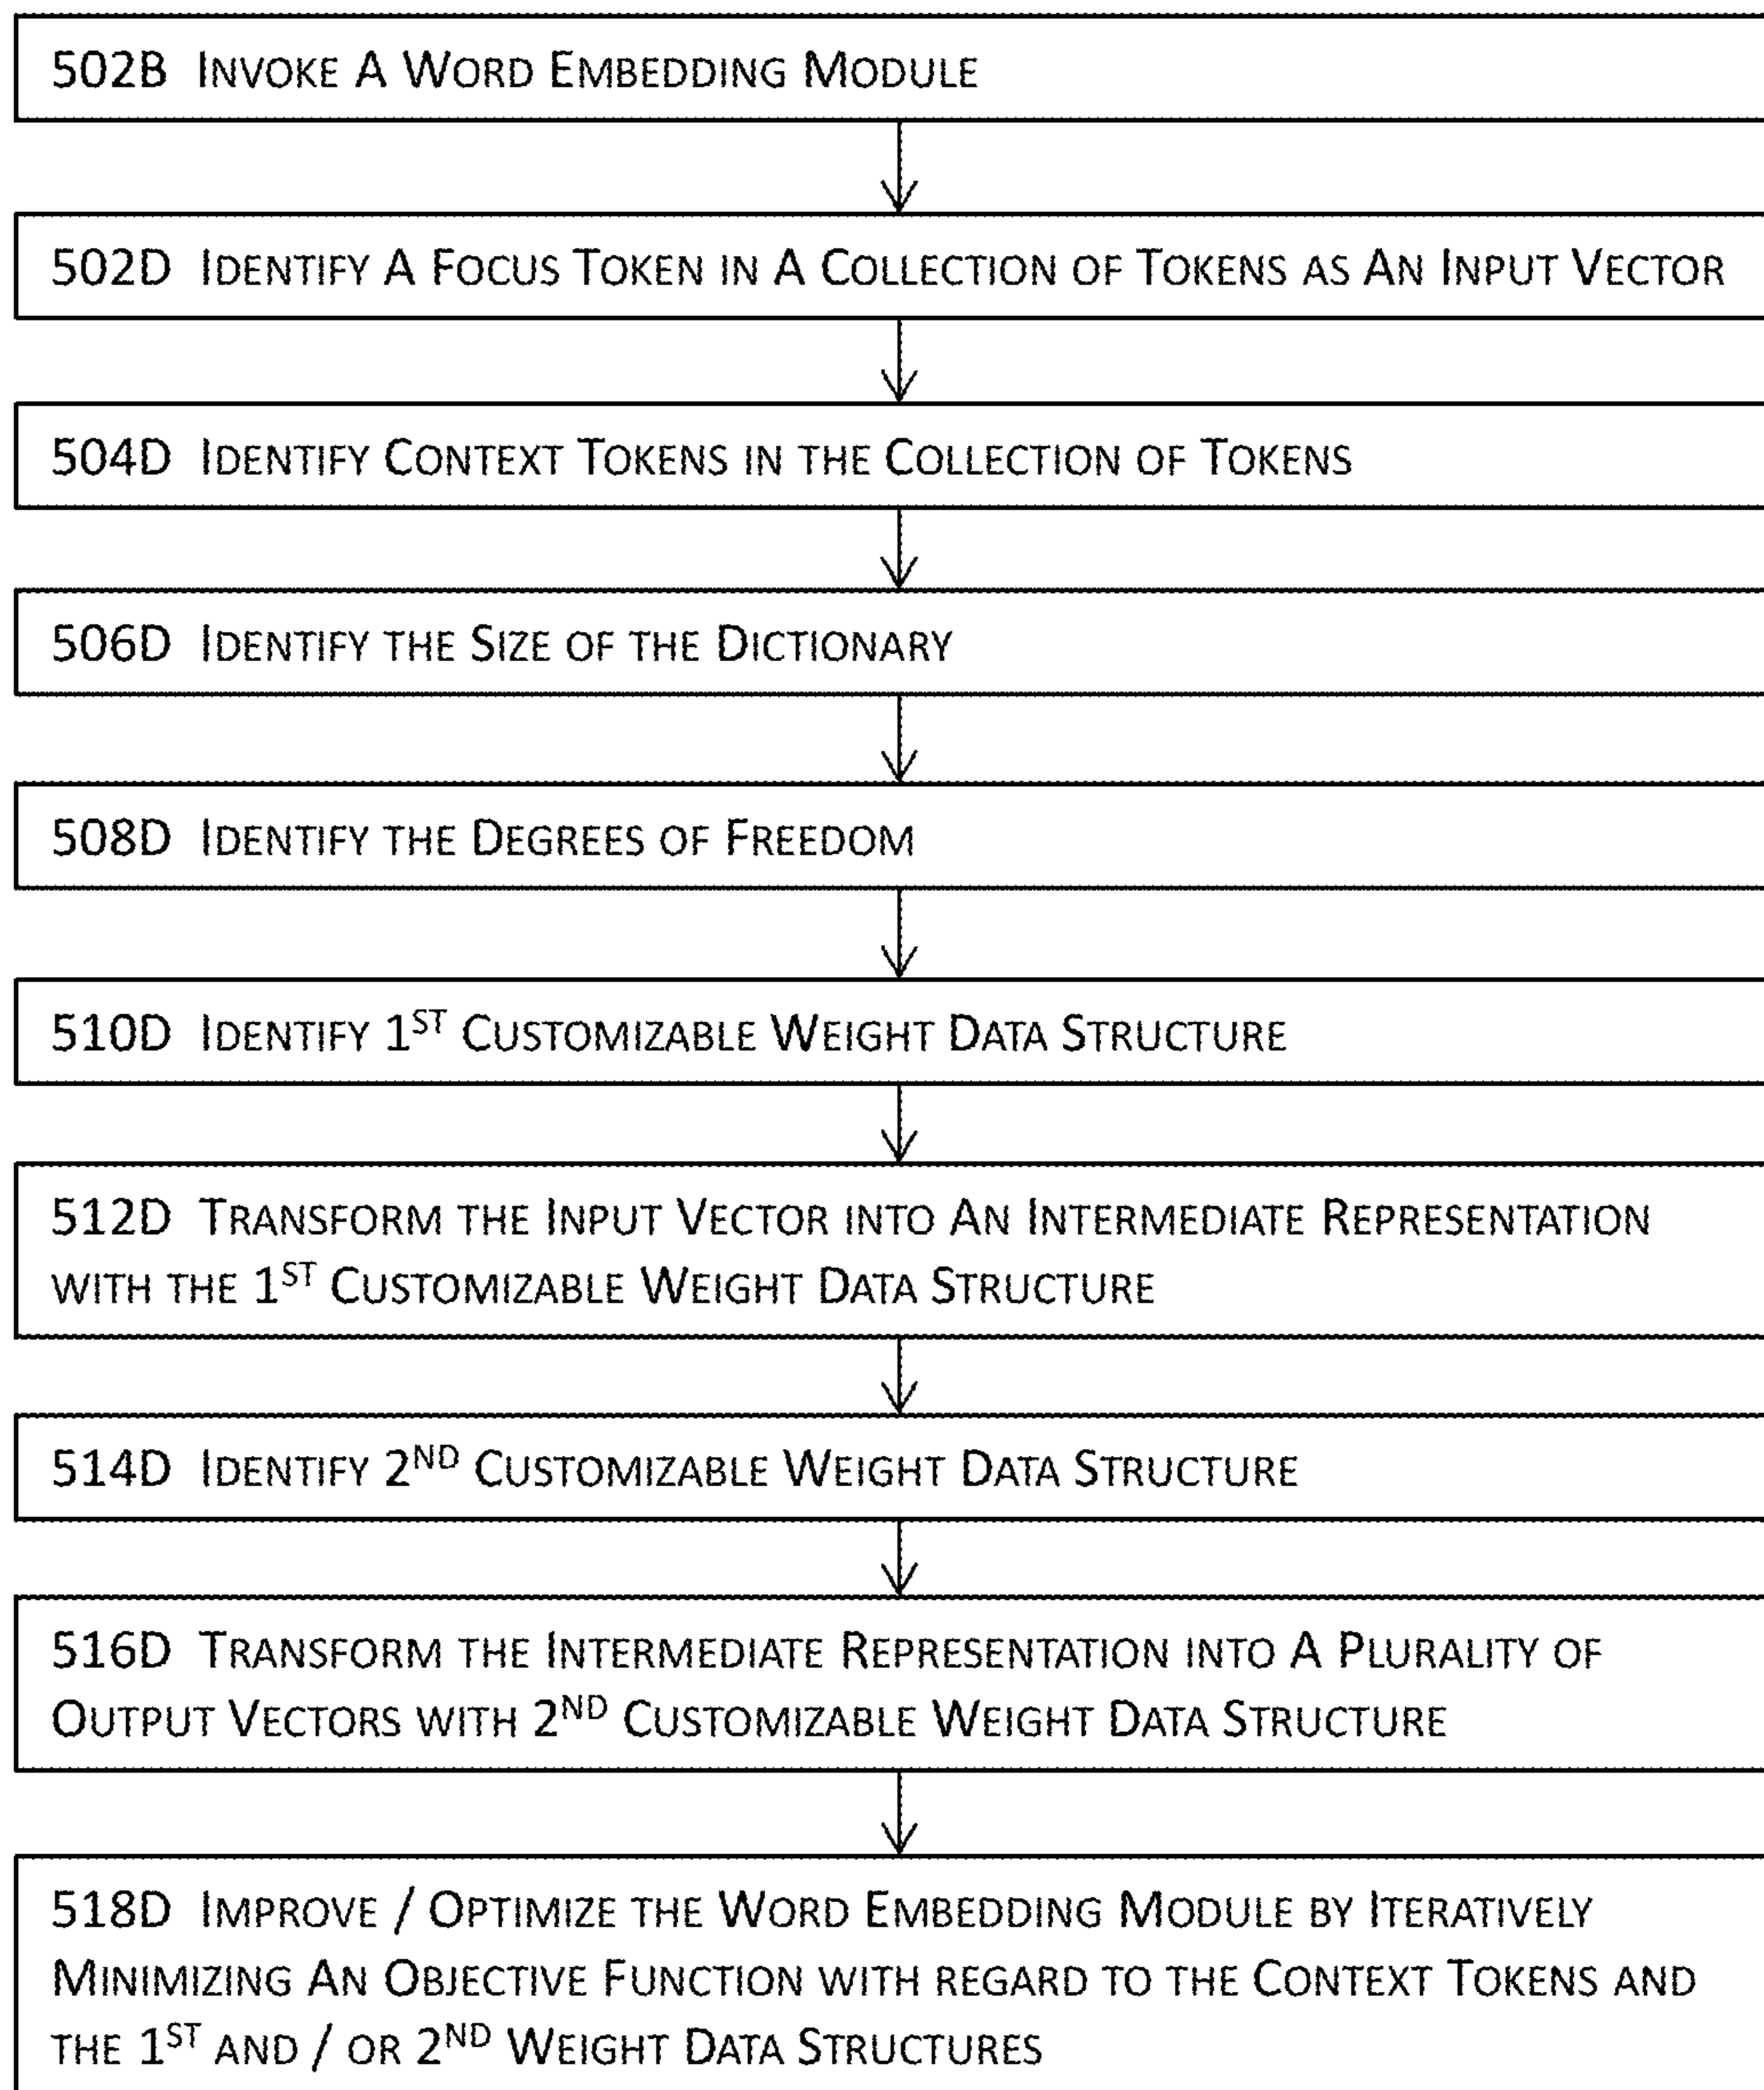 502B INVOKE A WORD EMBEDDING MODULE
502D IDENTIFY A FOCUS TOKEN IN A COLLECTION OF TOKENS AS AN INPUT VECTOR
504D IDENTIFY CONTEXT TOKENS IN THE COLLECTION OF TOKENS
506D IDENTIFY THE SIZE OF THE DICTIONARY
508D IDENTIFY THE DEGREES OF FREEDOM
510D IDENTIFY 1ST CUSTOMIZABLE WEIGHT DATA STRUCTURE
512D TRANSFORM THE INPUT VECTOR INTO AN INTERMEDIATE REPRESENTATION
WITH THE 1ST CUSTOMIZABLE WEIGHT DATA STRUCTURE
514D IDENTIFY 2ND CUSTOMIZABLE WEIGHT DATA STRUCTURE
516D TRANSFORM THE INTERMEDIATE REPRESENTATION INTO A PLURALITY OF
OUTPUT VECTORS WITH 2ND CUSTOMIZABLE WEIGHT DATA STRUCTURE
518D IMPROVE / OPTIMIZE THE WORD EMBEDDING MODULE BY ITERATIVELY
MINIMIZING AN OBJECTIVE FUNCTION WITH REGARD TO THE CONTEXT TOKENS AND
THE 1ST AND / OR 2ND WEIGHT DATA STRUCTURES